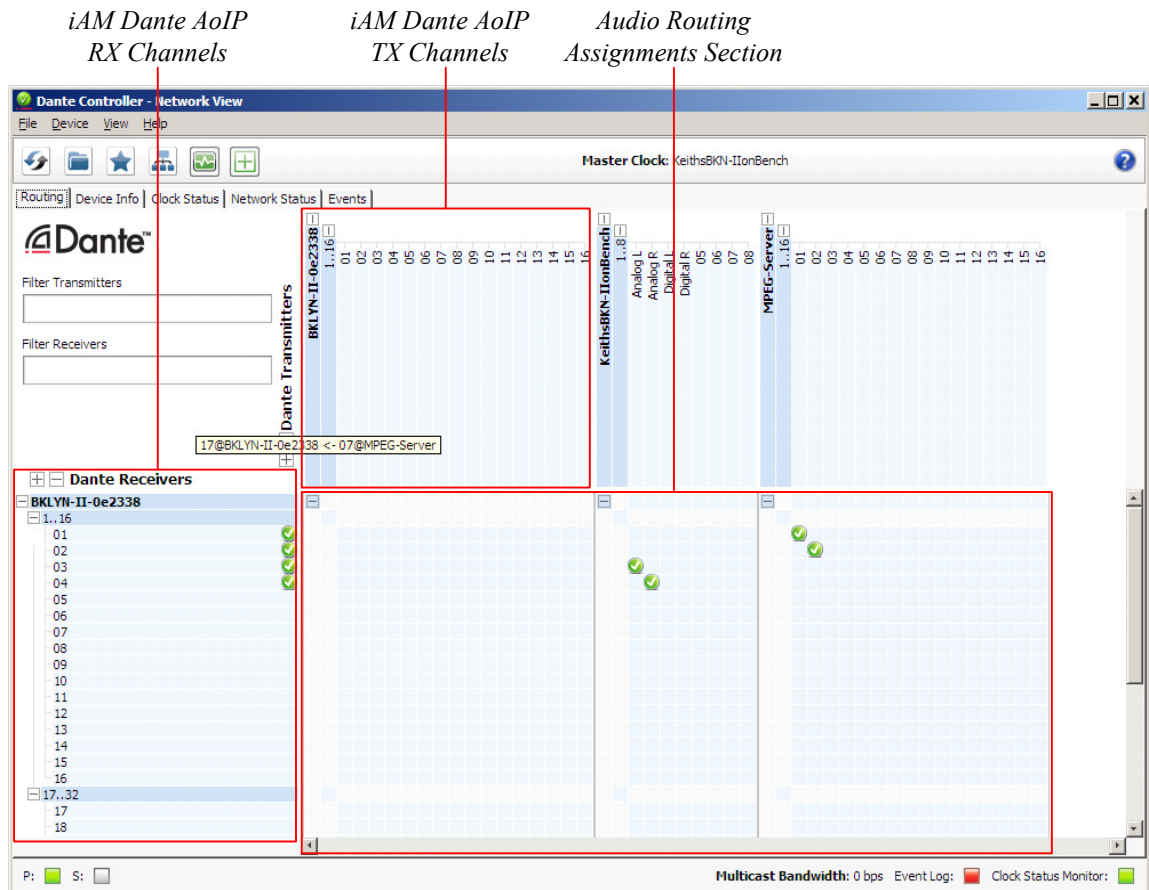 iAM Dante AoIP
RX Channels
iAM Dante AoIP
TX Channels
Audio Routing
Assignments Section
Dante Controller - Network View
File Device View Help
Master Clock: KeithsBKN-IIonBench
?
Routing Device Info Clock Status Network Status Events
Dante™
Filter Transmitters
Filter Receivers
Dante Transmitters
BKLYN-II-0e2338
1..16
01
02
03
04
05
06
07
08
09
10
11
12
13
14
15
16
KeithsBKN-IIonBench
1..8
Analog L
Analog R
Digital L
Digital R
05
06
07
08
MPEG-Server
1..16
01
02
03
04
05
06
07
08
09
10
11
12
13
14
15
16
17@BKLYN-II-0e2338 <- 07@MPEG-Server
Dante Receivers
BKLYN-II-0e2338
1..16
01
02
03
04
05
06
07
08
09
10
11
12
13
14
15
16
17..32
17
18
P: S: Multicast Bandwidth: 0 bps Event Log: Clock Status Monitor: